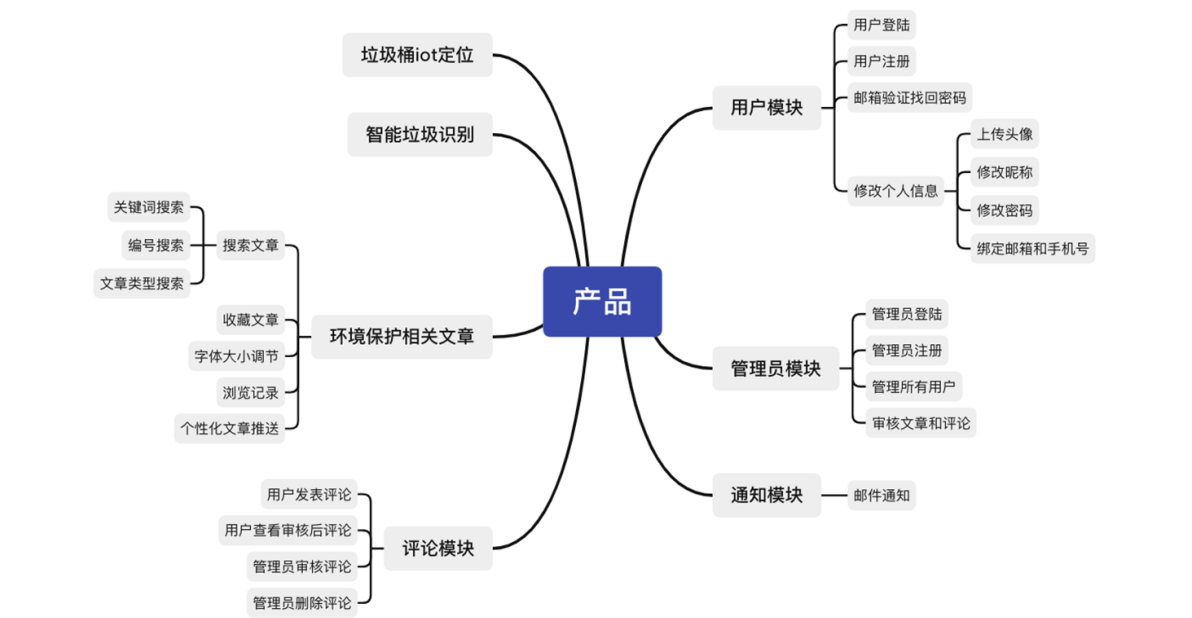 产品
用户模块
用户登陆
用户注册
邮箱验证找回密码
修改个人信息
上传头像
修改昵称
修改密码
绑定邮箱和手机号
管理员模块
管理员登陆
管理员注册
管理所有用户
审核文章和评论
通知模块
邮件通知
垃圾桶iot定位
智能垃圾识别
环境保护相关文章
搜索文章
关键词搜索
编号搜索
文章类型搜索
收藏文章
字体大小调节
浏览记录
个性化文章推送
评论模块
用户发表评论
用户查看审核后评论
管理员审核评论
管理员删除评论